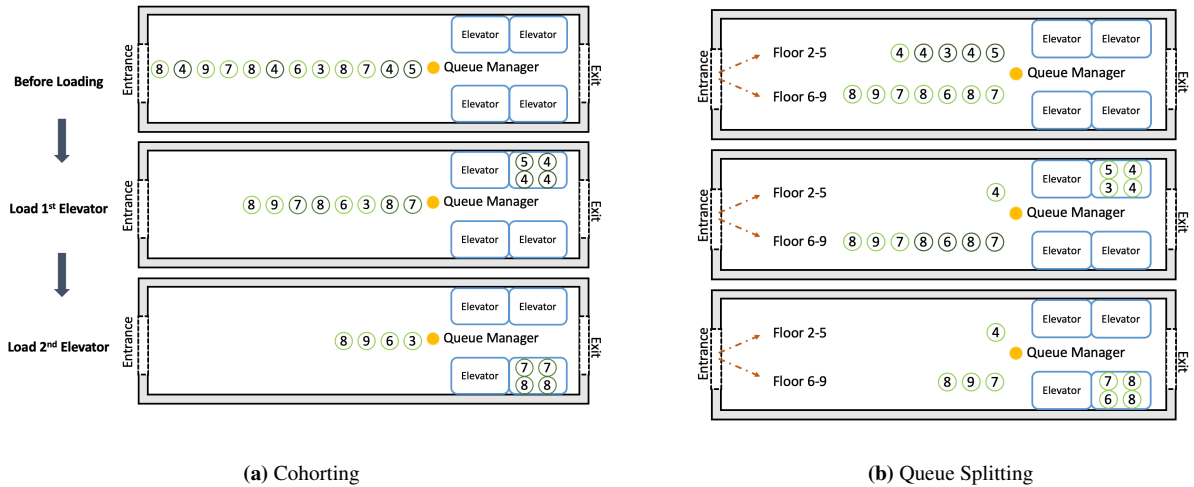 Before Loading
Entrance
8 4 9 7 8 4 6 3 8 7 4 5
Queue Manager
Elevator Elevator
Elevator Elevator
Exit
Load 1st Elevator
Entrance
8 9 7 8 6 3 8 7
Queue Manager
Elevator
5 4
4 4
Elevator Elevator
Exit
Load 2nd Elevator
Entrance
8 9 6 3
Queue Manager
Elevator Elevator
Elevator
7 7
8 8
Exit
(a) Cohorting
Entrance
Floor 2-5
4 4 3 4 5
Floor 6-9
8 9 7 8 6 8 7
Queue Manager
Elevator Elevator
Elevator Elevator
Exit
Entrance
Floor 2-5
4
Floor 6-9
8 9 7 8 6 8 7
Queue Manager
Elevator
5 4
3 4
Elevator Elevator
Exit
Entrance
Floor 2-5
4
Floor 6-9
8 9 7
Queue Manager
Elevator Elevator
Elevator
7 8
6 8
Exit
(b) Queue Splitting